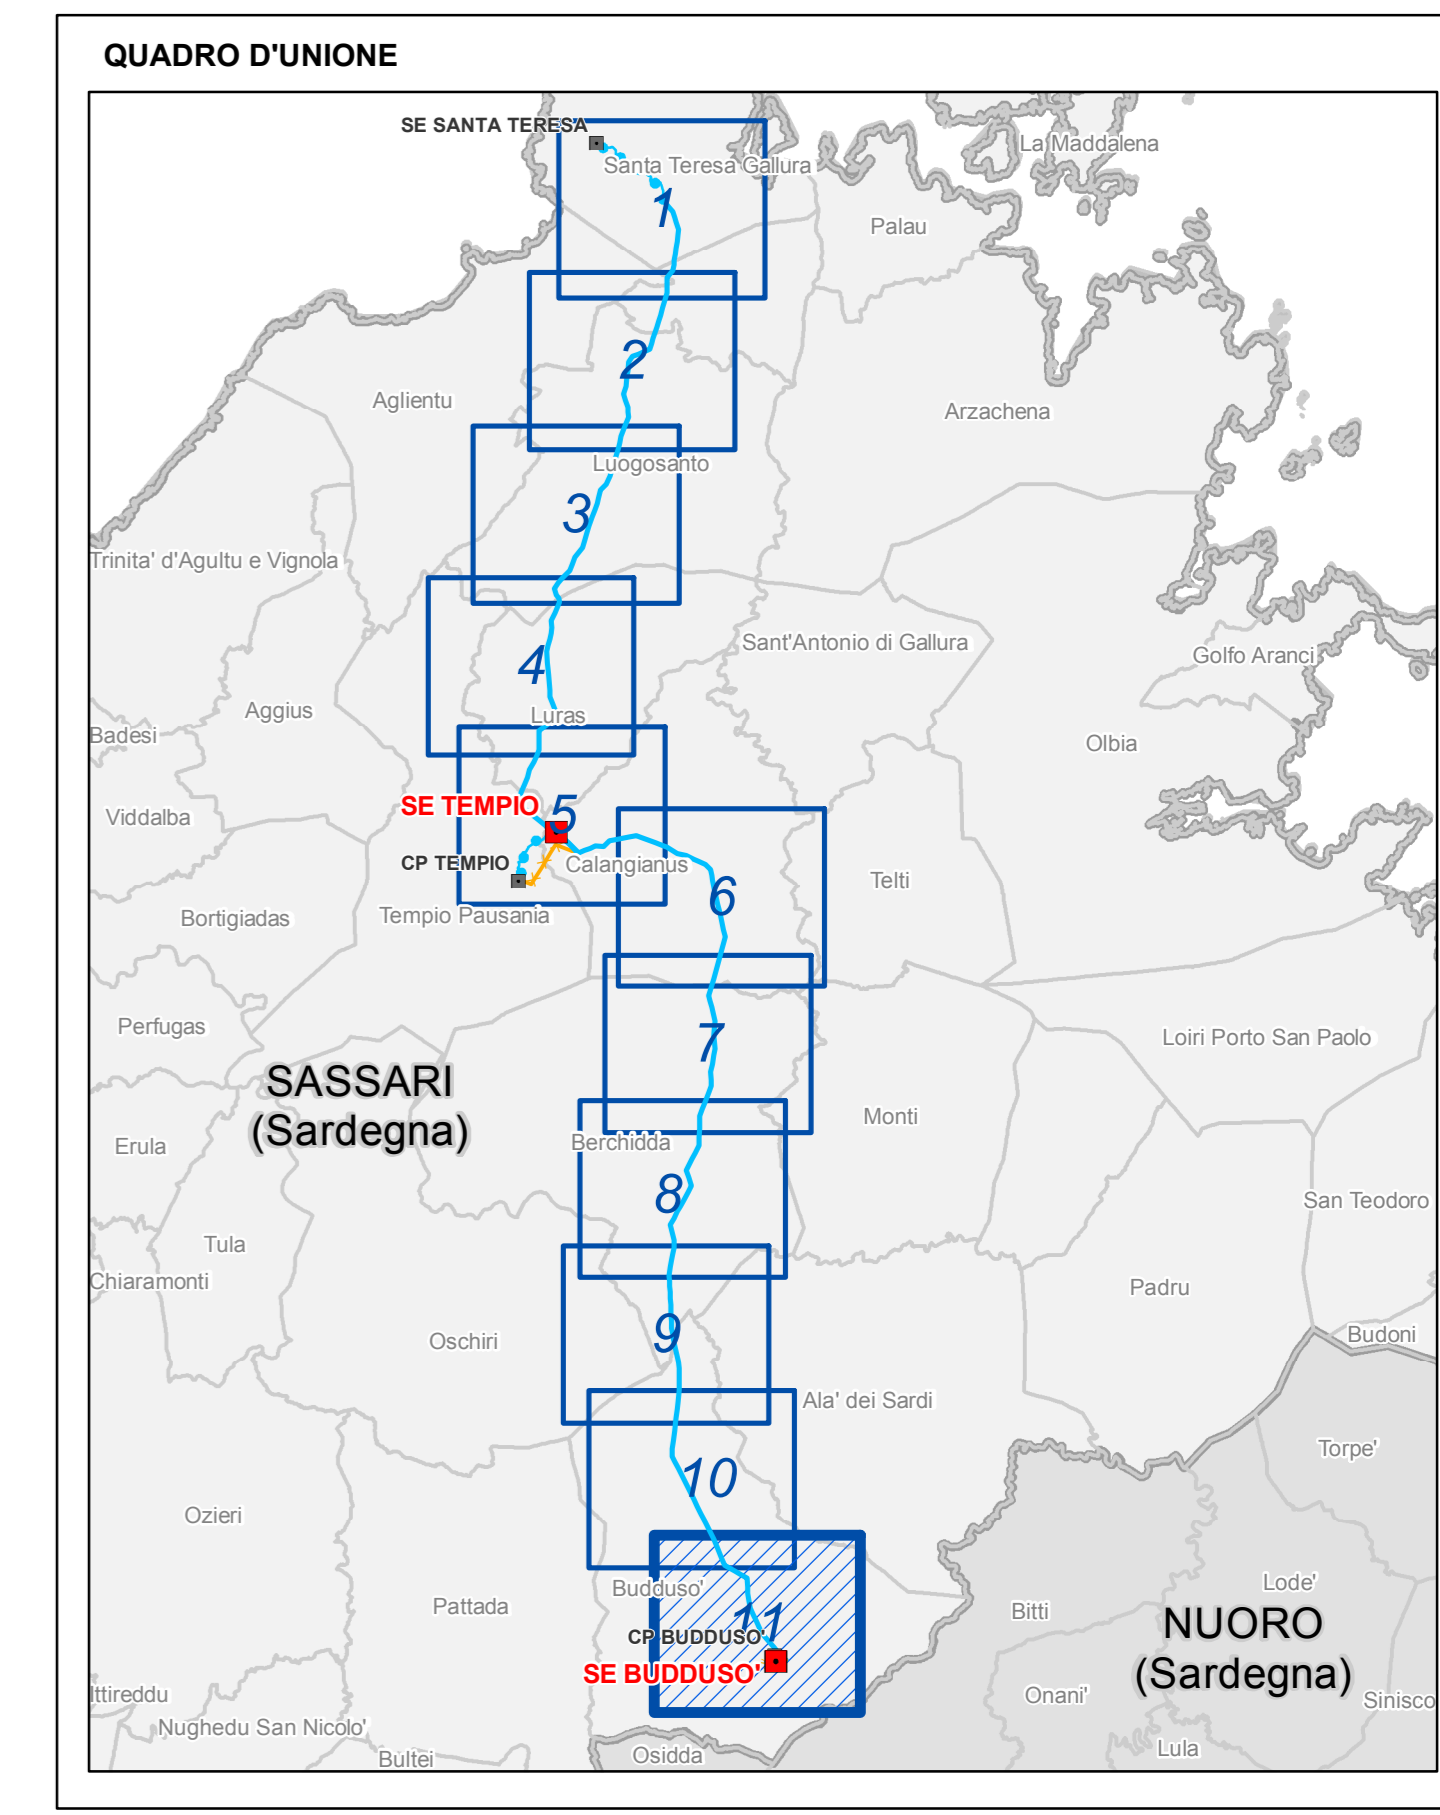 QUADRO D'UNIONE
SE SANTA TERESA
La Maddalena
Santa Teresa Gallura
1
Palau
2
Aglientu
Arzachena
Luogosanto
3
Trinita' d'Agultu e Vignola
Sant'Antonio di Gallura
Golfo Aranci
4
Aggius
Luras
Badesi
Olbia
SE TEMPIO
5
Viddalba
CP TEMPIO
Calangianus
Telti
6
Tempio Pausania
Bortigiadas
Perfugas
Loiri Porto San Paolo
7
SASSARI
(Sardegna)
Monti
Erula
Berchidda
8
San Teodoro
Tula
Chiaramonti
Padru
9
Oschiri
Budoni
Ala' dei Sardi
Torpe'
10
Ozieri
Lode'
Budduso'
Pattada
Bitti
11
NUORO
(Sardegna)
CP BUDDUSO'
SE BUDDUSO'
Ittireddu
Onani'
Sinisco
Nughedu San Nicolo'
Lula
Osidda
Bultei